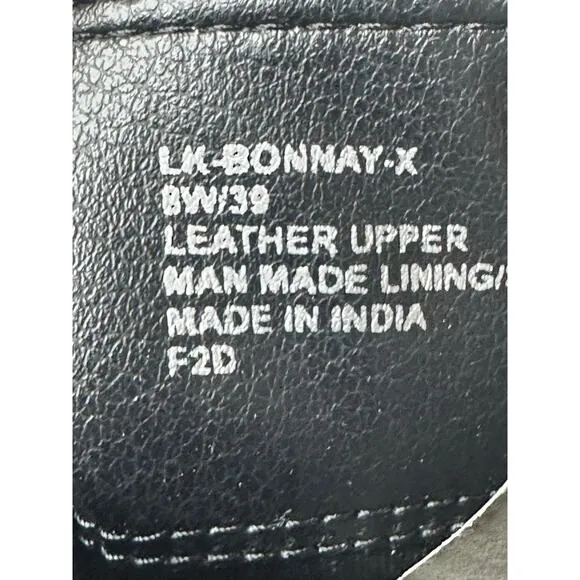 LK-BONNAY-X
8W/39
LEATHER UPPER
MAN MADE LINING/
MADE IN INDIA
F2D